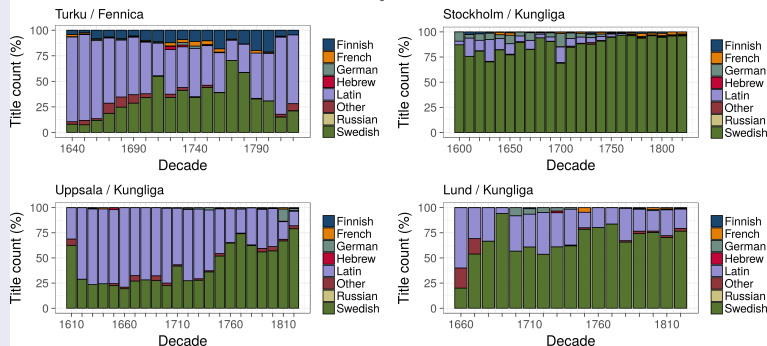 Turku / Fennica
Title count (%)
100
75
50
25
0
1640
1690
1740
1790
Decade
Finnish
French
German
Hebrew
Latin
Other
Russian
Swedish
Stockholm / Kungliga
Title count (%)
100
75
50
25
0
1600
1650
1700
1750
1800
Decade
Finnish
French
German
Hebrew
Latin
Other
Russian
Swedish
Uppsala / Kungliga
Title count (%)
100
75
50
25
0
1610
1660
1710
1760
1810
Decade
Finnish
French
German
Hebrew
Latin
Other
Russian
Swedish
Lund / Kungliga
Title count (%)
100
75
50
25
0
1660
1710
1760
1810
Decade
Finnish
French
German
Hebrew
Latin
Other
Russian
Swedish